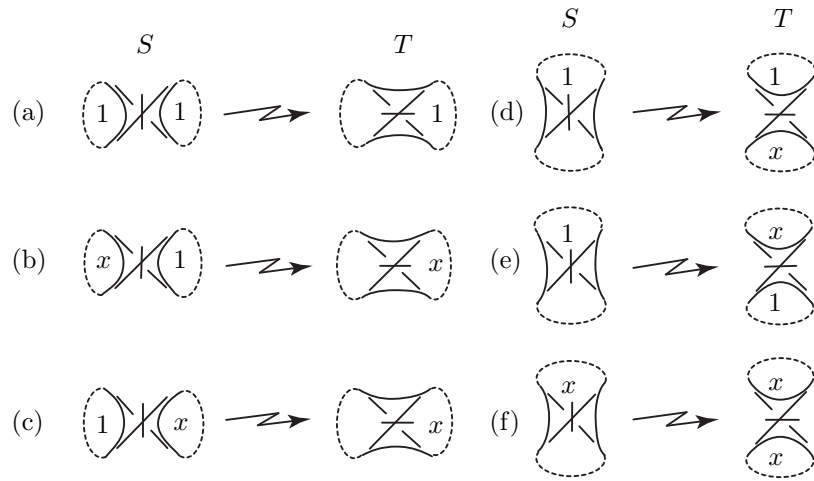 S T S T
(a) 1 1 1 (d) 1 1 x
(b) x 1 x (e) 1 x 1
(c) 1 x x (f) x x x